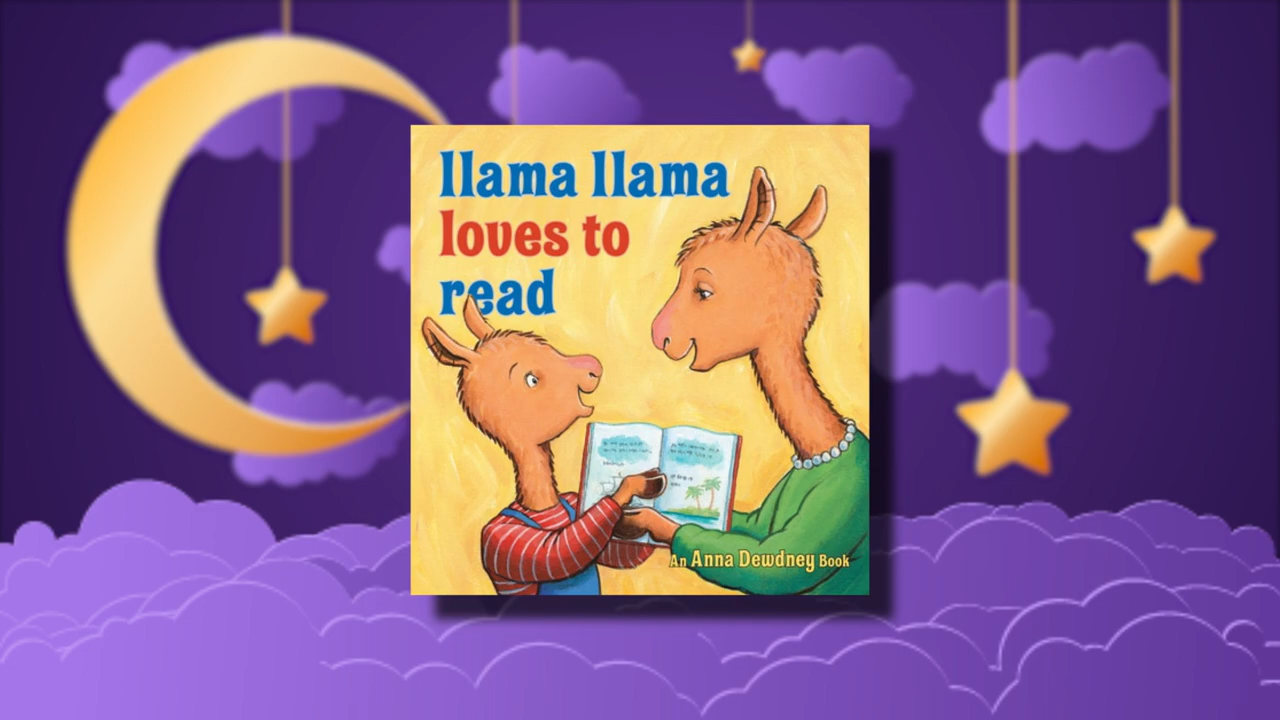 llama llama
loves to
read
An Anna Dewdney Book